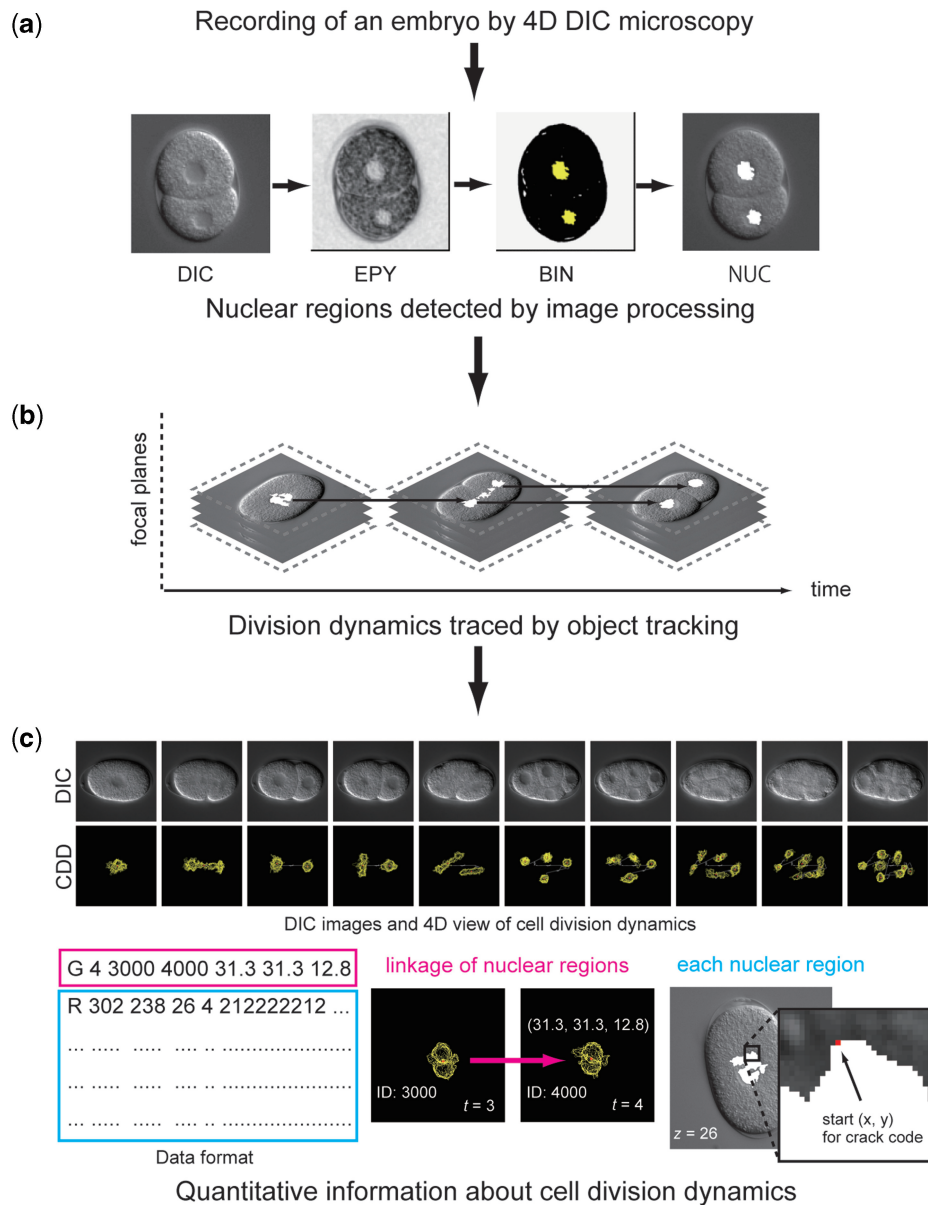 (a)
Recording of an embryo by 4D DIC microscopy
DIC
EPY
BIN
NUC
Nuclear regions detected by image processing
(b)
focal planes
time
Division dynamics traced by object tracking
(c)
DIC
CDD
DIC images and 4D view of cell division dynamics
G 4 3000 4000 31.3 31.3 12.8
R 302 238 26 4 212222212 ...
... ..... ..... .... .. .......................
... ..... ..... .... .. .......................
... ..... ..... .... .. .......................
Data format
linkage of nuclear regions
ID: 3000
t = 3
(31.3, 31.3, 12.8)
ID: 4000
t = 4
each nuclear region
z = 26
start (x, y)
for crack code
Quantitative information about cell division dynamics